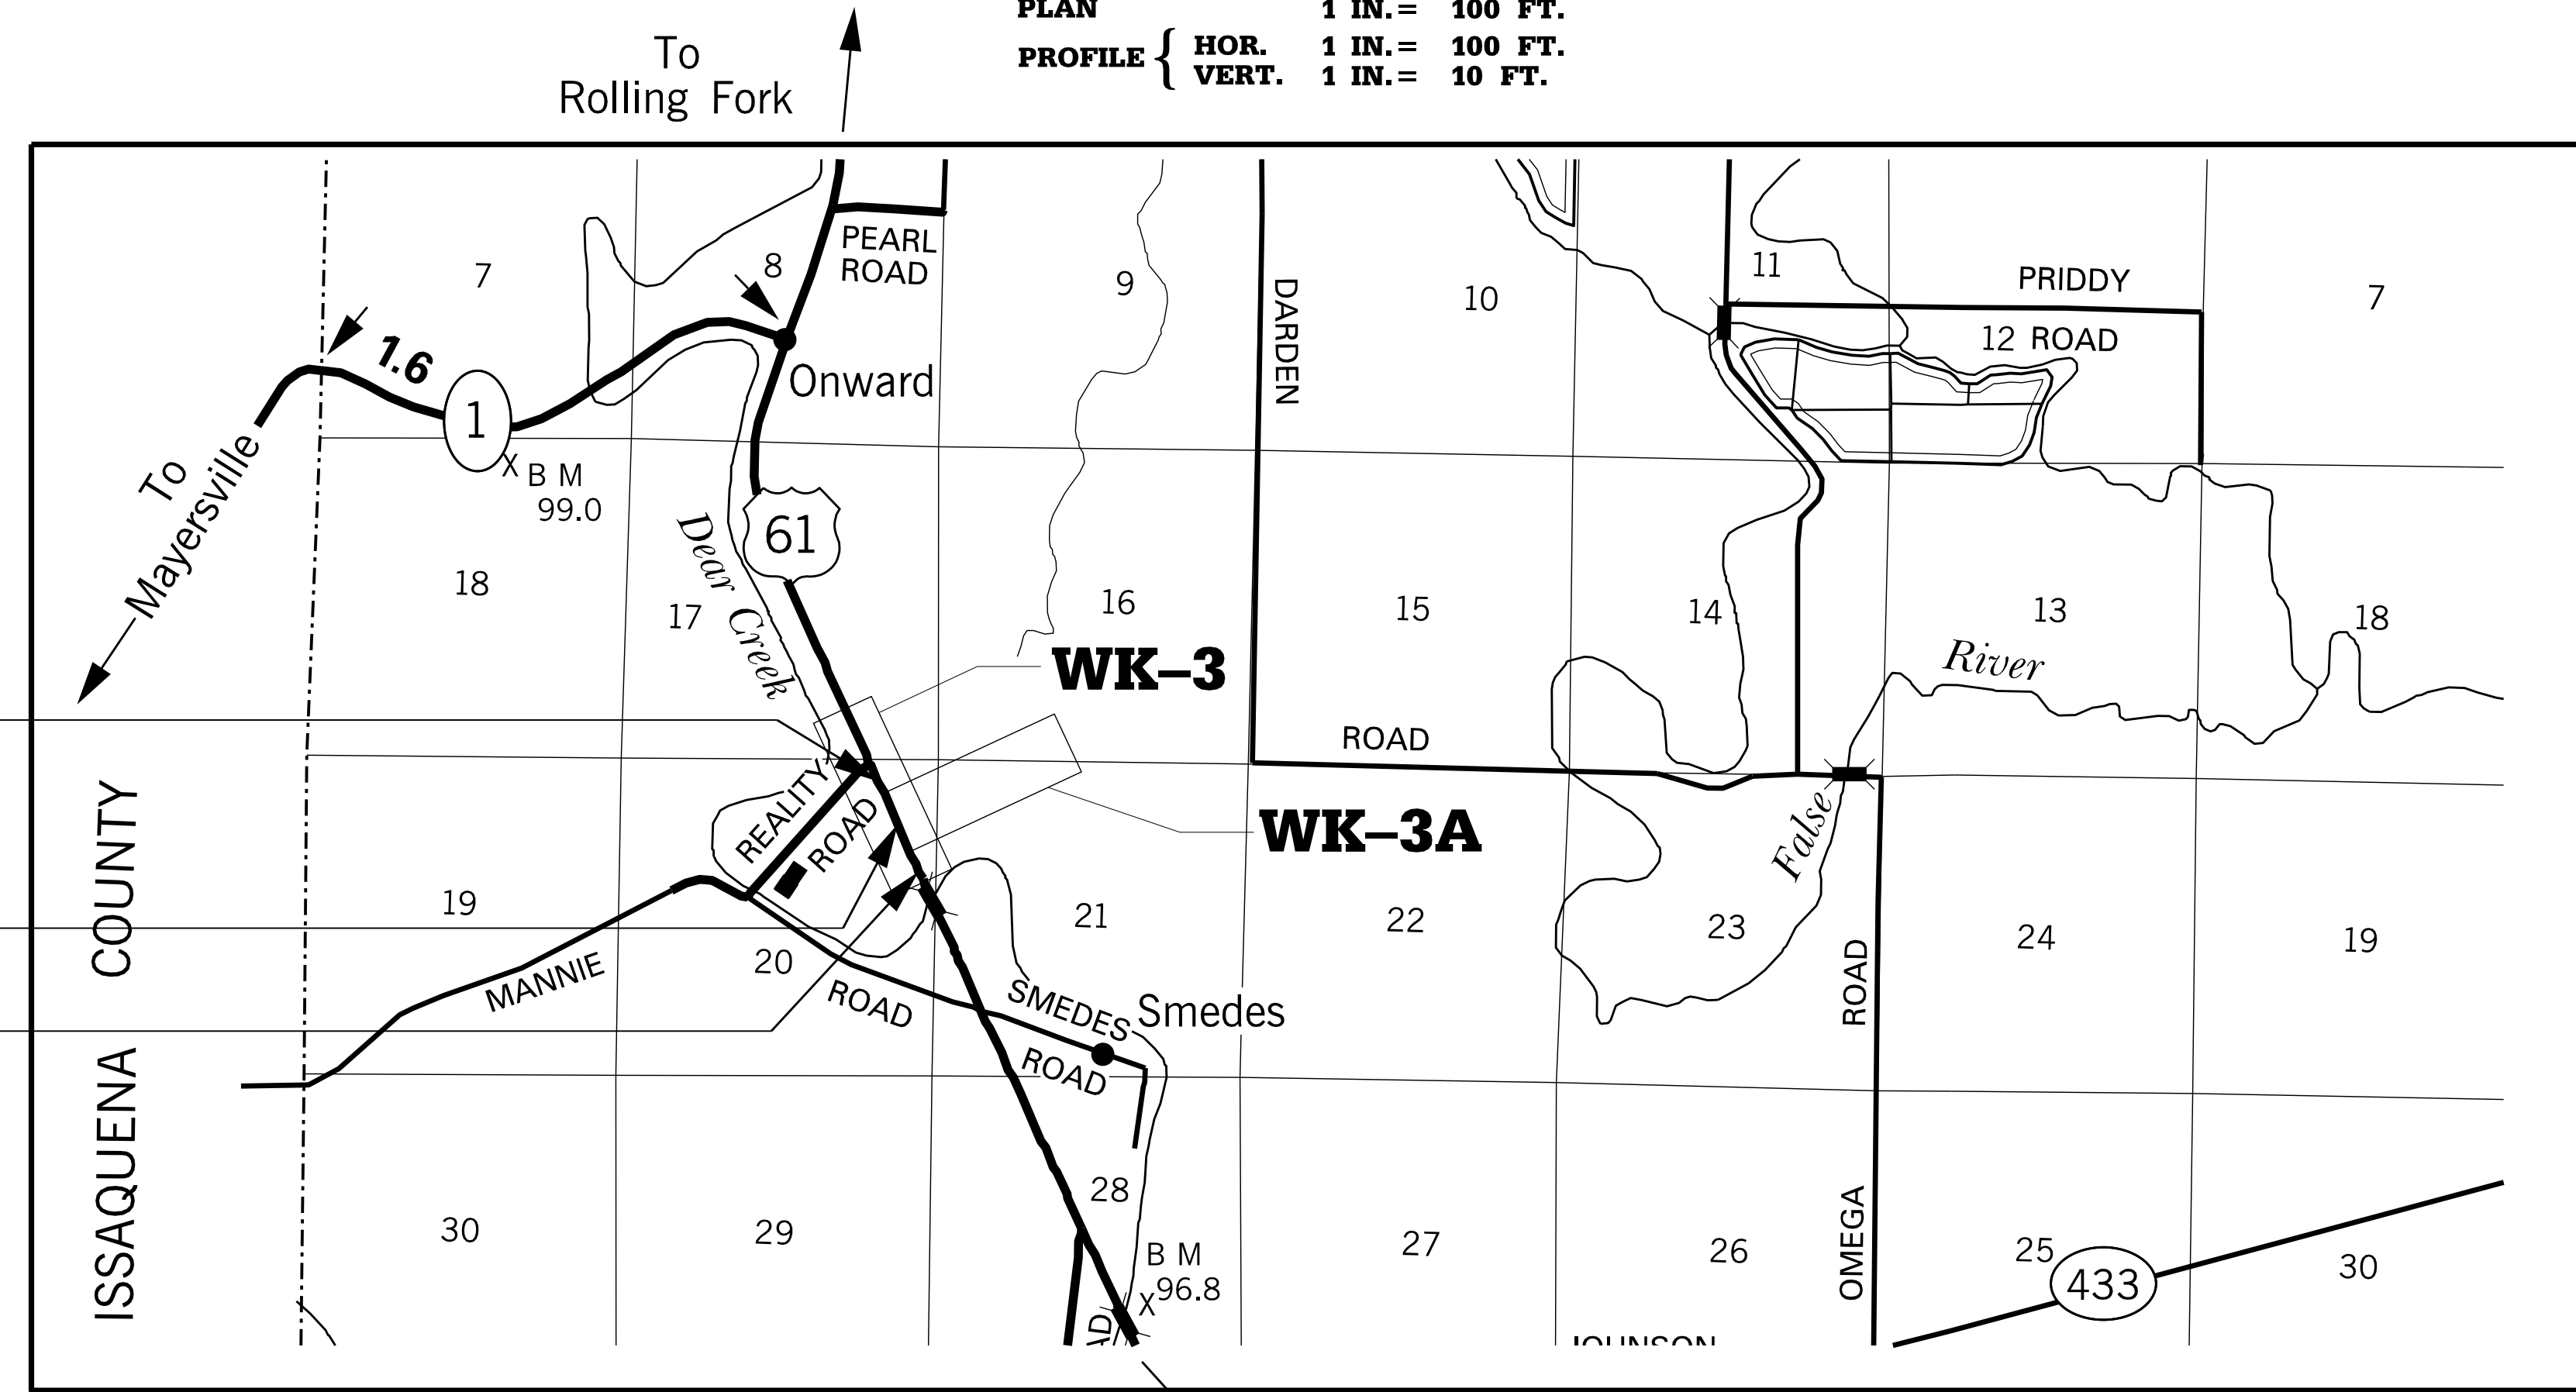 PLAN 1 IN.= 100 FT.
PROFILE { HOR. 1 IN.= 100 FT.
VERT. 1 IN.= 10 FT.
To
Rolling Fork
PEARL
ROAD
7
8
9
10
11
PRIDDY
7
12 ROAD
DARDEN
1.6
1
Onward
To
Mayersville
X B M
99.0
61
Dear Creek
18
17
16
15
14
13
18
River
WK–3
ROAD
WK–3A
REALITY
ROAD
False
COUNTY
19
20
21
22
23
24
19
MANNIE
ROAD
SMEDES
ROAD
Smedes
ROAD
ISSAQUENA
30
29
28
27
26
25
30
OMEGA
433
B M
X 96.8